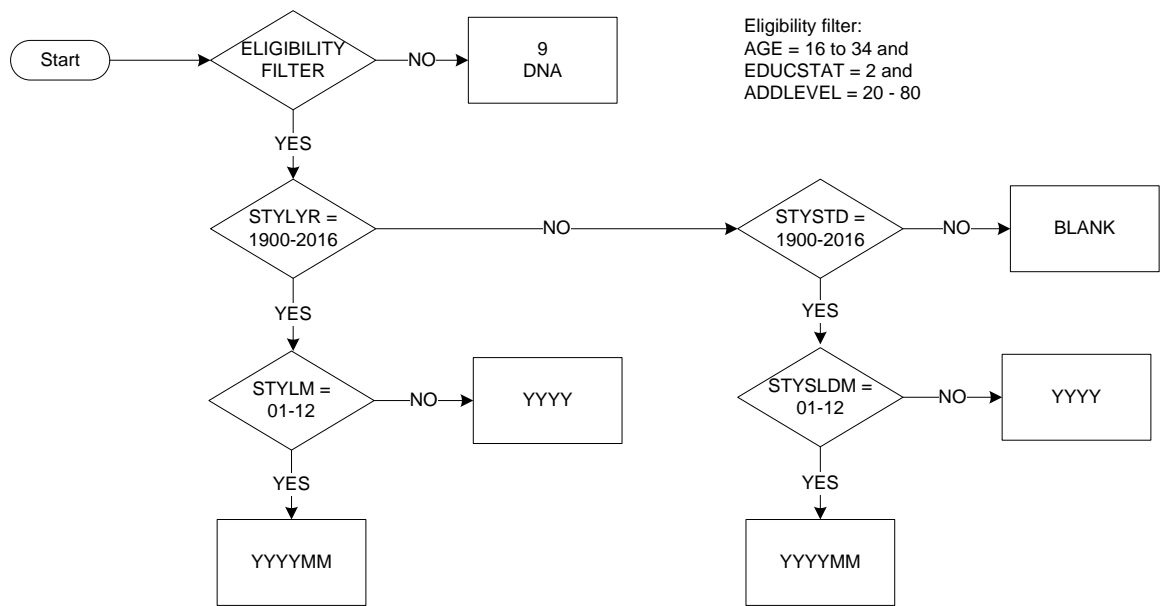 Start
ELIGIBILITY
FILTER
NO
9
DNA
Eligibility filter:
AGE = 16 to 34 and
EDUCSTAT = 2 and
ADDLEVEL = 20 - 80
YES
STYLYR =
1900-2016
NO
STYSTD =
1900-2016
NO
BLANK
YES
YES
STYLM =
01-12
NO
YYYY
STYSLDM =
01-12
NO
YYYY
YES
YES
YYYYMM
YYYYMM